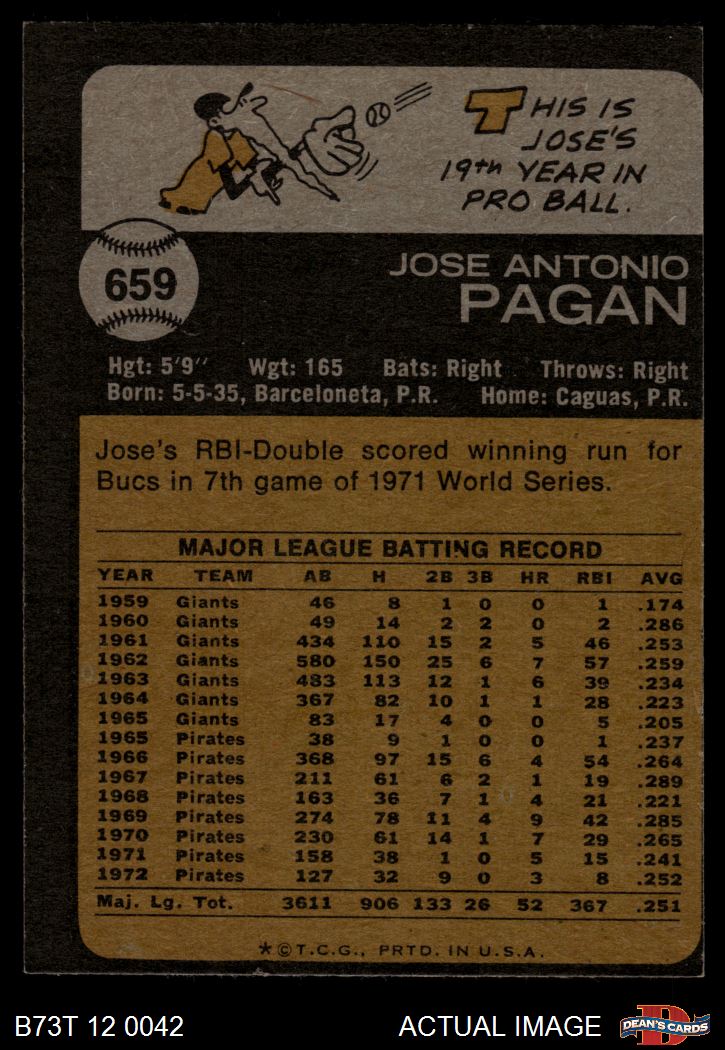 THIS IS
JOSE'S
19th YEAR IN
PRO BALL.
659
JOSE ANTONIO
PAGAN
Hgt: 5'9" Wgt: 165 Bats: Right Throws: Right
Born: 5-5-35, Barceloneta, P.R. Home: Caguas, P.R.
Jose's RBI-Double scored winning run for
Bucs in 7th game of 1971 World Series.
MAJOR LEAGUE BATTING RECORD
YEAR TEAM AB H 2B 3B HR RBI AVG
1959 Giants 46 8 1 0 0 1 .174
1960 Giants 49 14 2 2 0 2 .286
1961 Giants 434 110 15 2 5 46 .253
1962 Giants 580 150 25 6 7 57 .259
1963 Giants 483 113 12 1 6 39 .234
1964 Giants 367 82 10 1 1 28 .223
1965 Giants 83 17 4 0 0 5 .205
1965 Pirates 38 9 1 0 0 1 .237
1966 Pirates 368 97 15 6 4 54 .264
1967 Pirates 211 61 6 2 1 19 .289
1968 Pirates 163 36 7 1 4 21 .221
1969 Pirates 274 78 11 4 9 42 .285
1970 Pirates 230 61 14 1 7 29 .265
1971 Pirates 158 38 1 0 5 15 .241
1972 Pirates 127 32 9 0 3 8 .252
Maj. Lg. Tot. 3611 906 133 26 52 367 .251
*©T.C.G., PRTD. IN U.S.A.
B73T 12 0042 ACTUAL IMAGE D DEAN'S CARDS